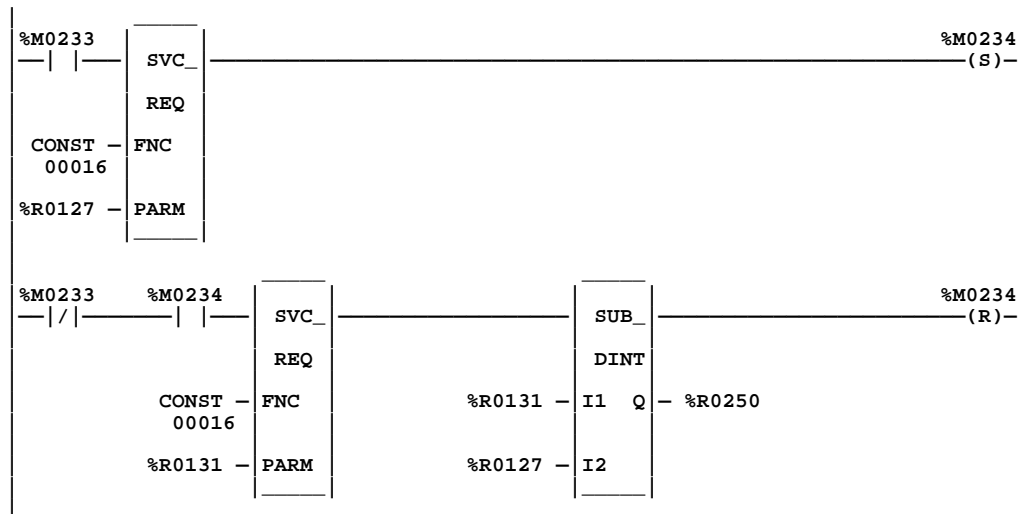 %M0233 %M0234
SVC_ (S)
REQ
CONST FNC
00016
%R0127 PARM
%M0233 %M0234 %M0234
/ SVC_ SUB_ (R)
REQ DINT
CONST FNC %R0131 I1 Q %R0250
00016
%R0131 PARM %R0127 I2